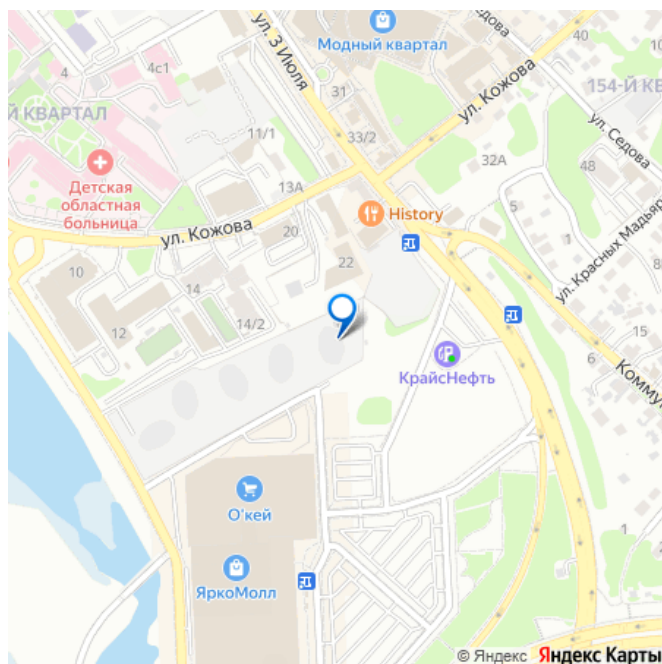 Модный квартал
40
ул. Седова
4
4с1
ул. 3 Июля
31
ул. Кожова
154-Й КВ
Й КВАРТАЛ
11/1
33/2
Детская
областная
больница
13А
32А
48
ул. Кожова
20
History
5
1
ул. Красных Мадьяр
10
22
14
12
14/2
15
6
КрайсНефть
Комму
О'кей
1
ЯркоМолл
© Яндекс Яндекс Карты